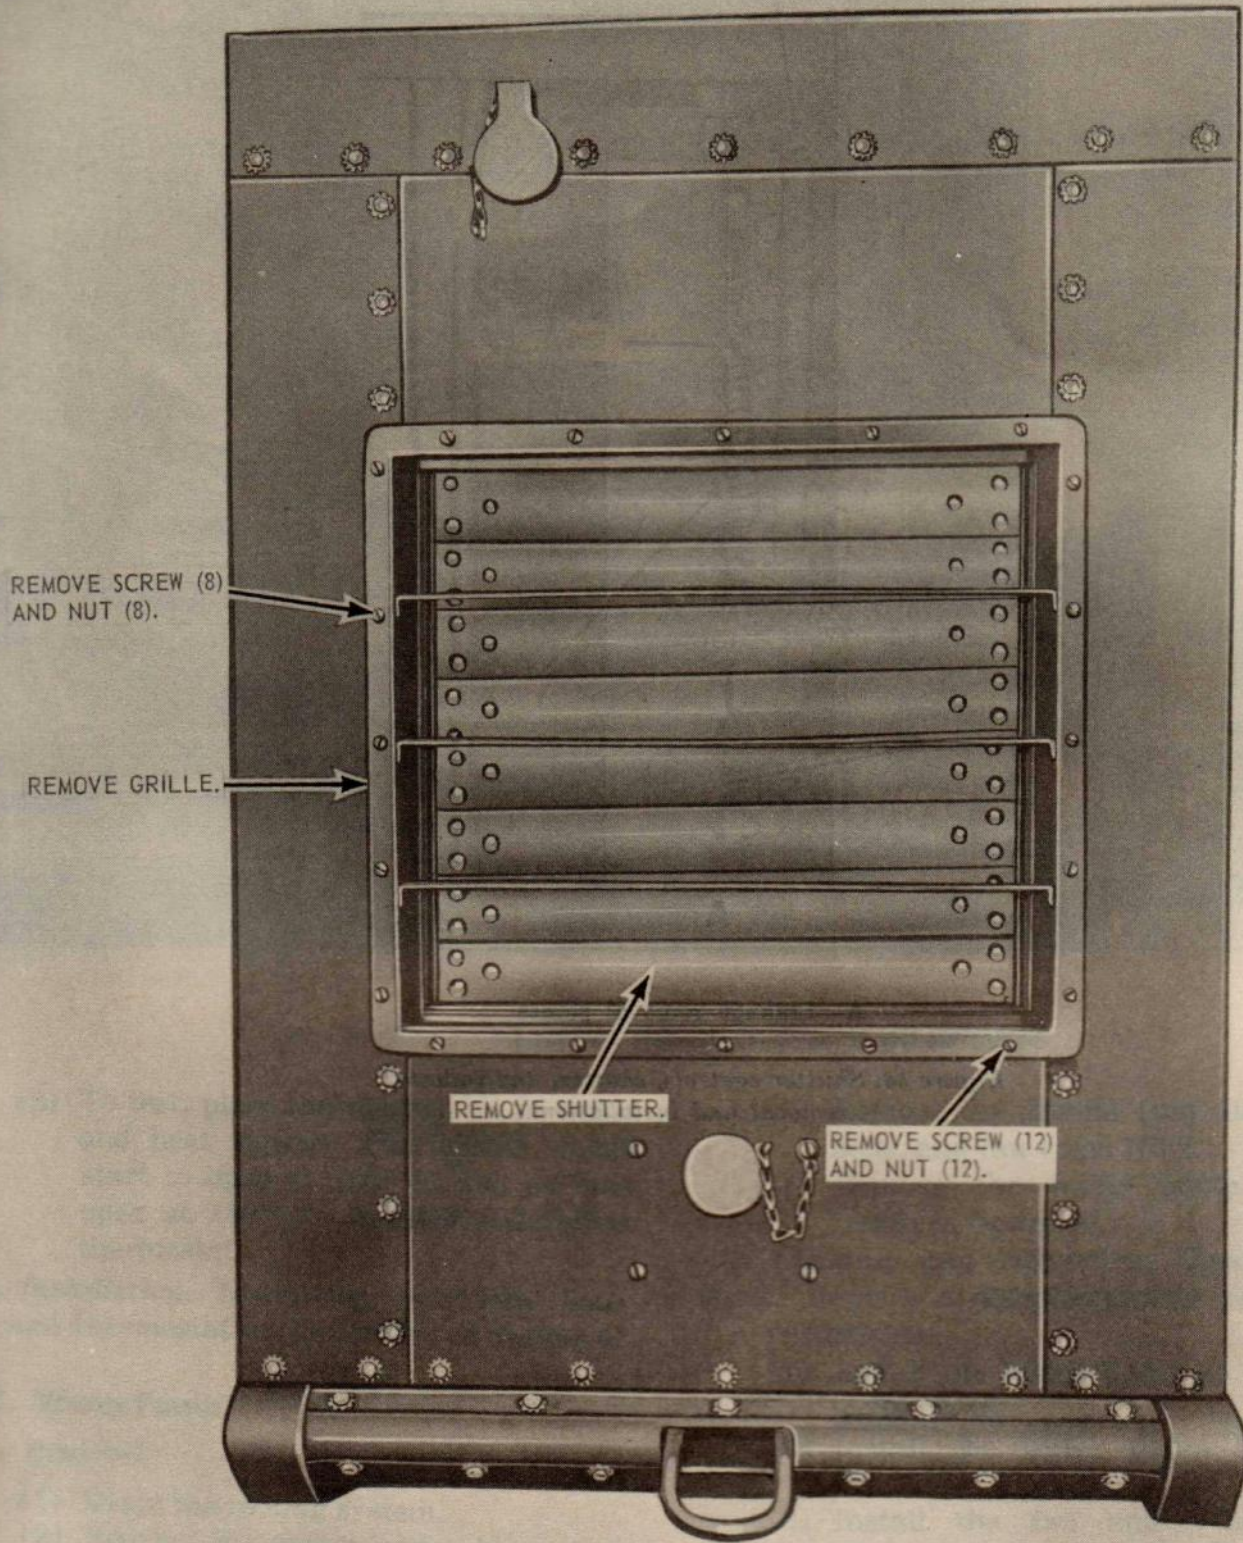 REMOVE SCREW (8)
AND NUT (8).
REMOVE GRILLE.
REMOVE SHUTTER.
REMOVE SCREW (12)
AND NUT (12).